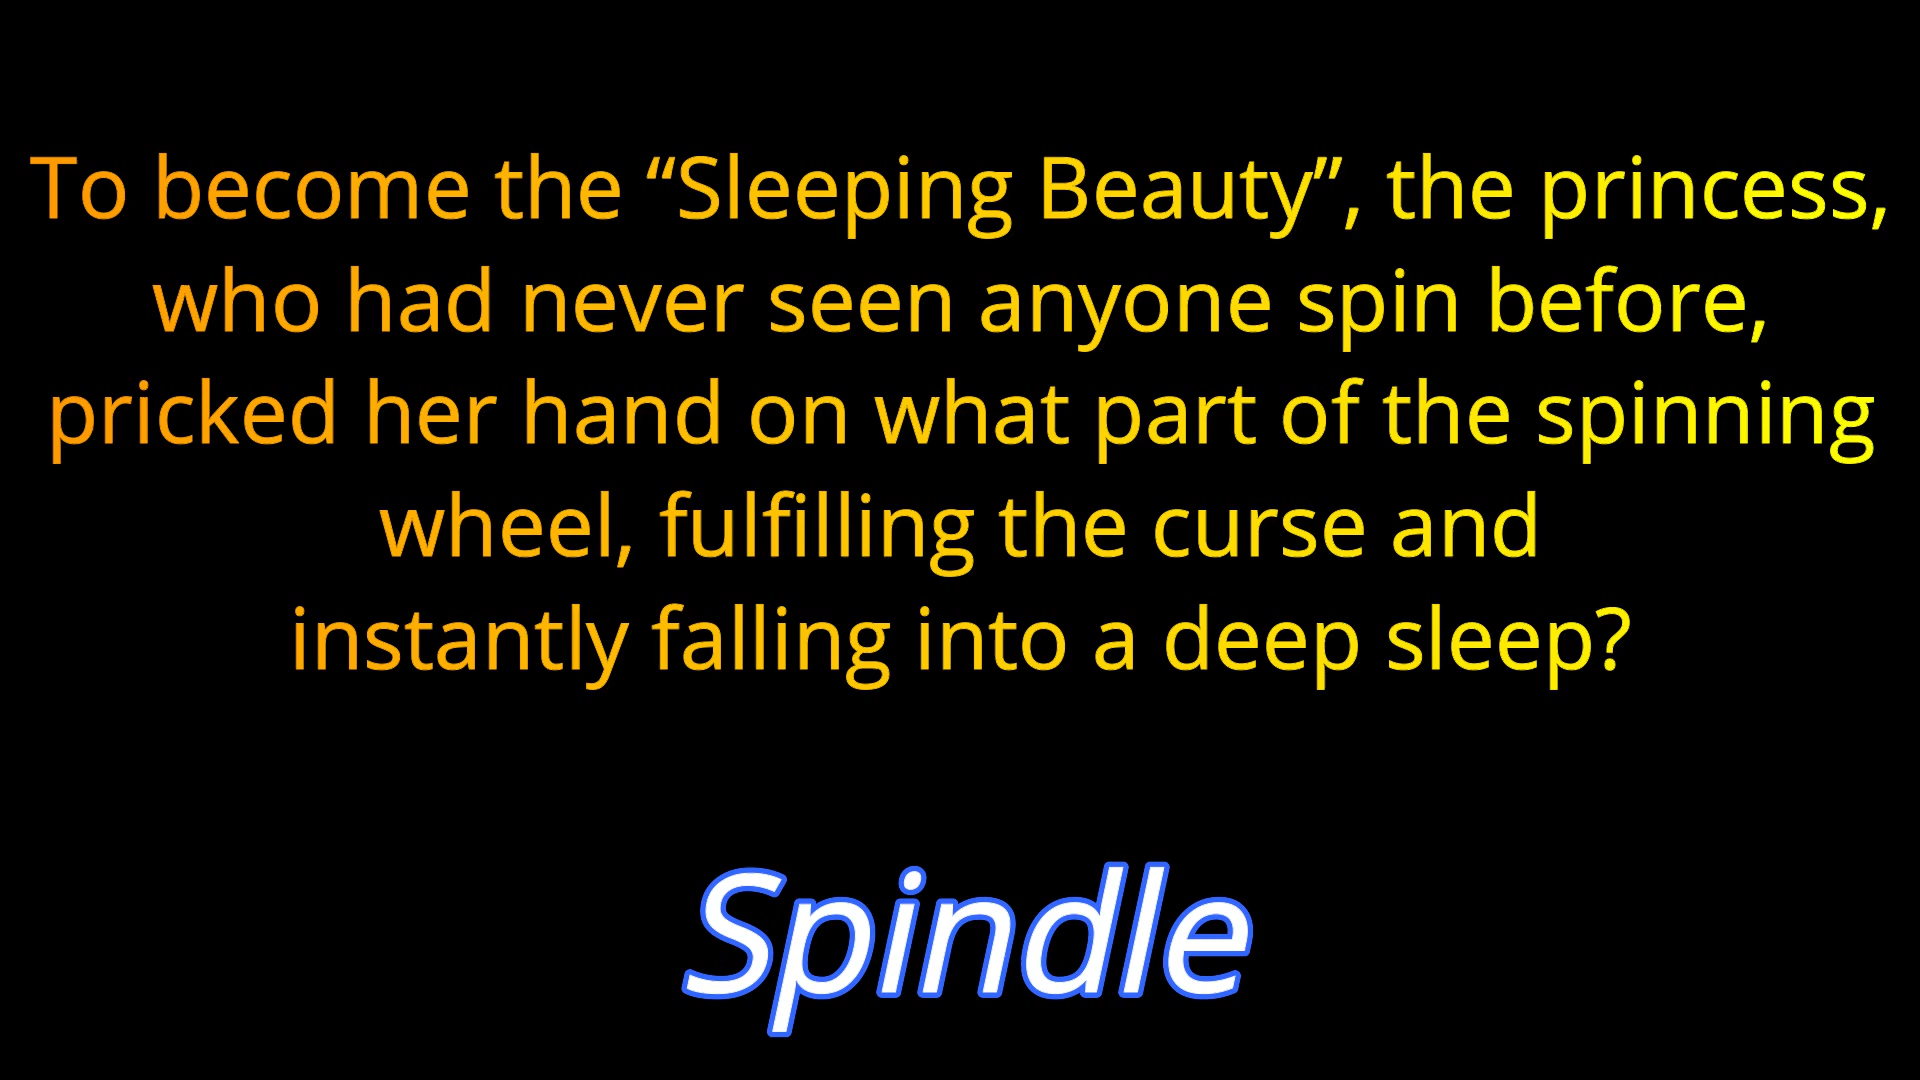 To become the “Sleeping Beauty”, the princess,
who had never seen anyone spin before,
pricked her hand on what part of the spinning
wheel, fulfilling the curse and
instantly falling into a deep sleep?
Spindle